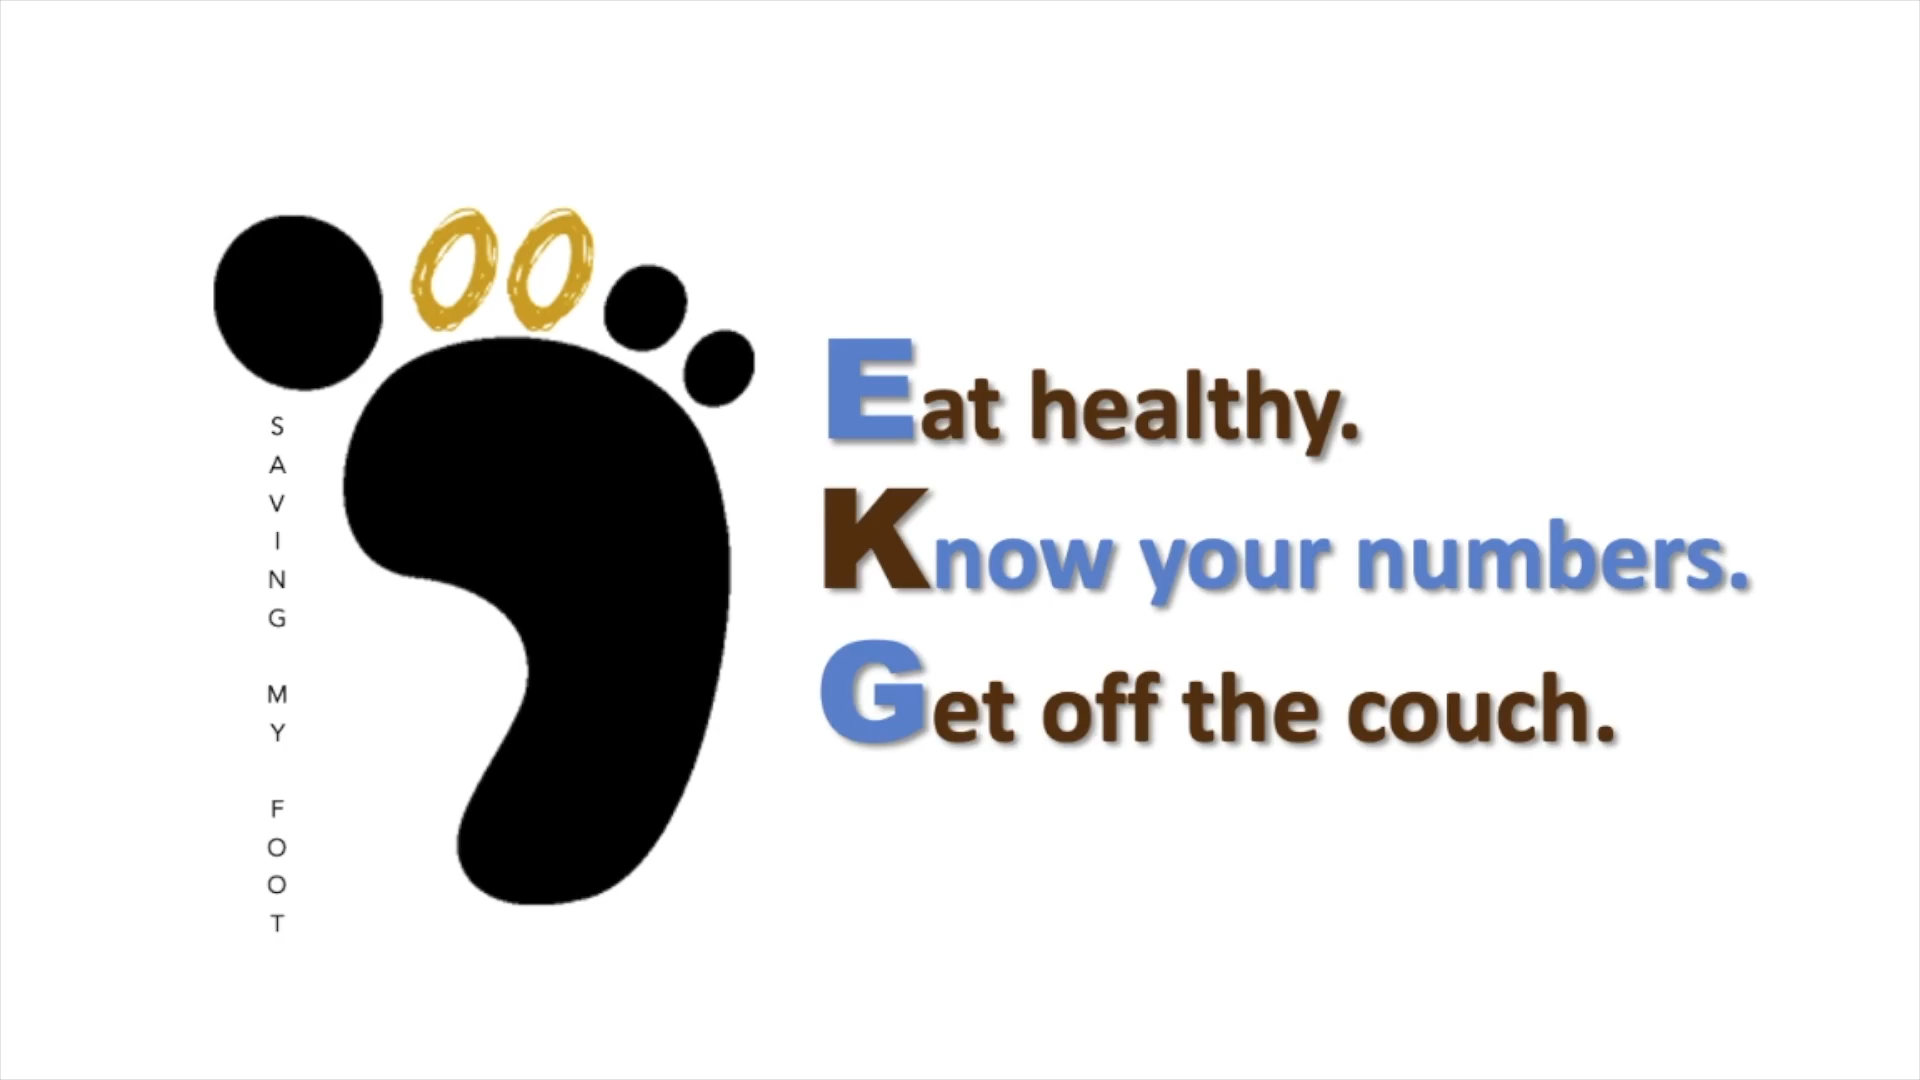 SAVING MY FOOT
Eat healthy.
Know your numbers.
Get off the couch.